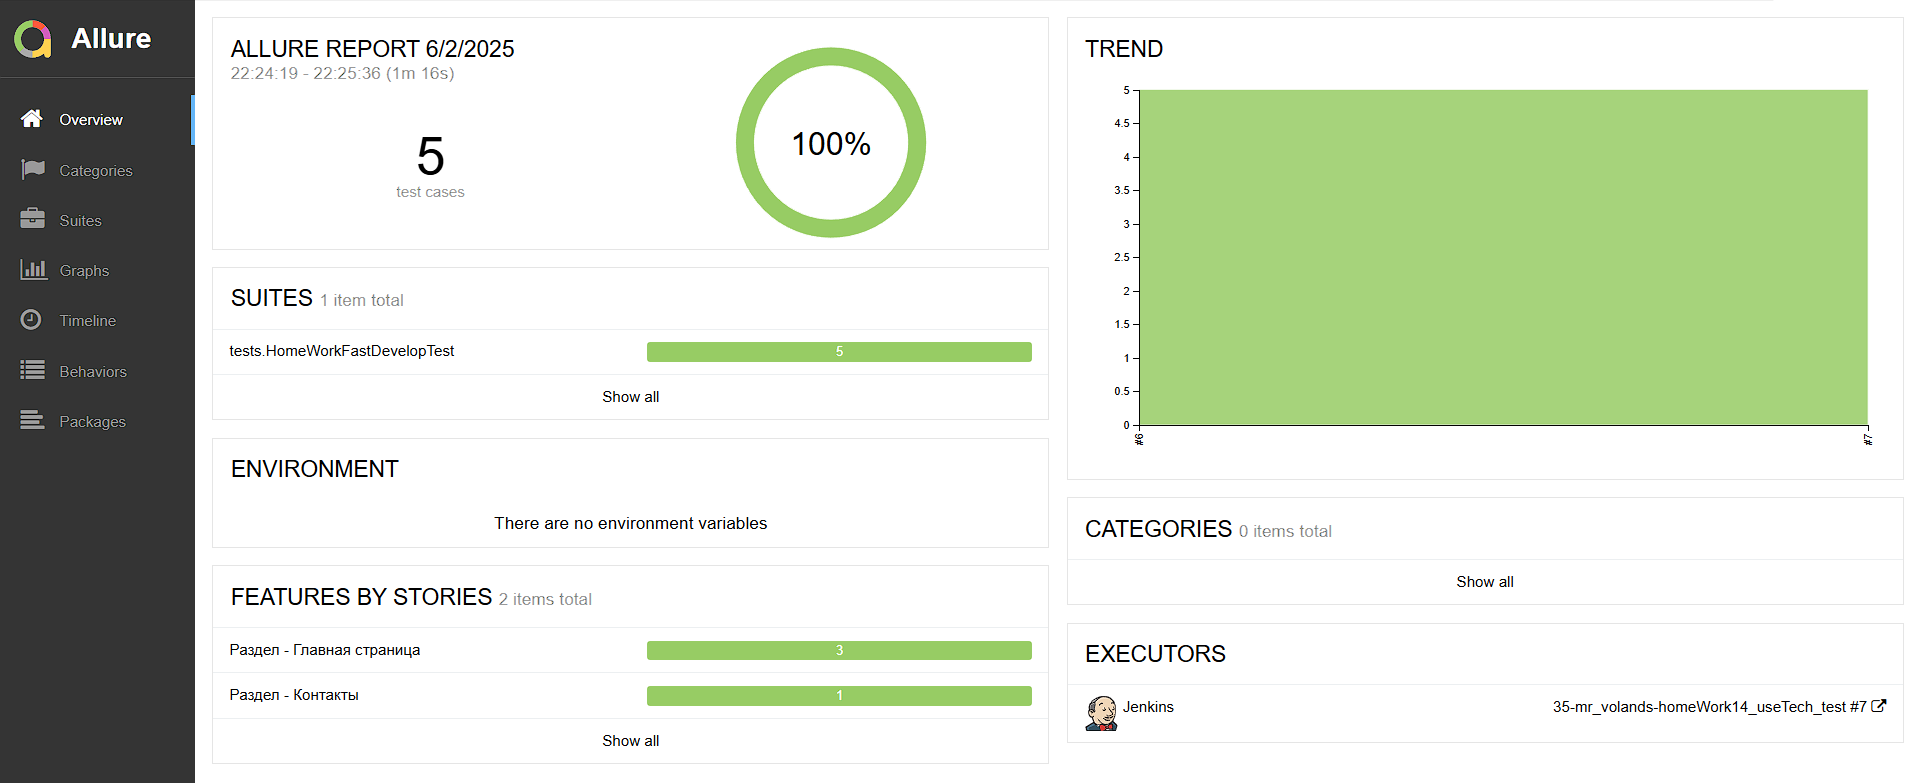 Allure
Overview
Categories
Suites
Graphs
Timeline
Behaviors
Packages
ALLURE REPORT 6/2/2025
22:24:19 - 22:25:36 (1m 16s)
5
test cases
100%
SUITES 1 item total
tests.HomeWorkFastDevelopTest 5
Show all
ENVIRONMENT
There are no environment variables
FEATURES BY STORIES 2 items total
Раздел - Главная страница 3
Раздел - Контакты 1
Show all
TREND
5
4.5
4
3.5
3
2.5
2
1.5
1
0.5
0
#6 #7
CATEGORIES 0 items total
Show all
EXECUTORS
Jenkins 35-mr_volands-homeWork14_useTech_test #7